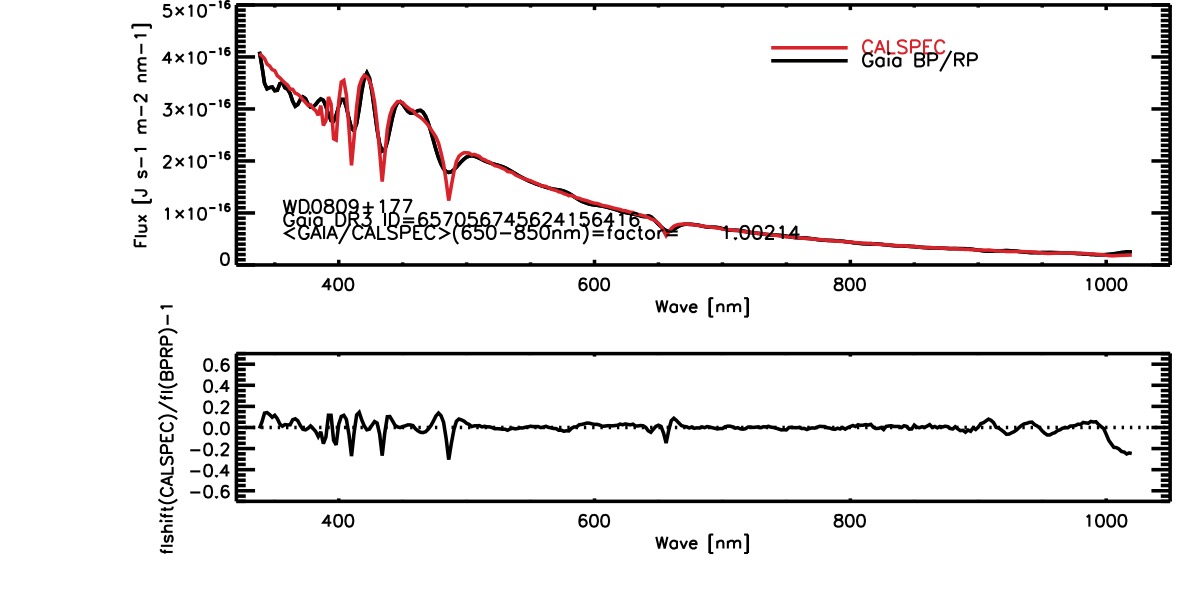 5×10−16
4×10−16
3×10−16
2×10−16
1×10−16
0
Flux [J s−1 m−2 nm−1]
CALSPEC
Gaia BP/RP
WD0809+177
Gaia DR3 ID=657056745624156416
<GAIA/CALSPEC>(650−850nm)=factor= 1.00214
400 600 800 1000
Wave [nm]
flshift(CALSPEC)/fl(BPRP)−1
0.6
0.4
0.2
0.0
−0.2
−0.4
−0.6
400 600 800 1000
Wave [nm]